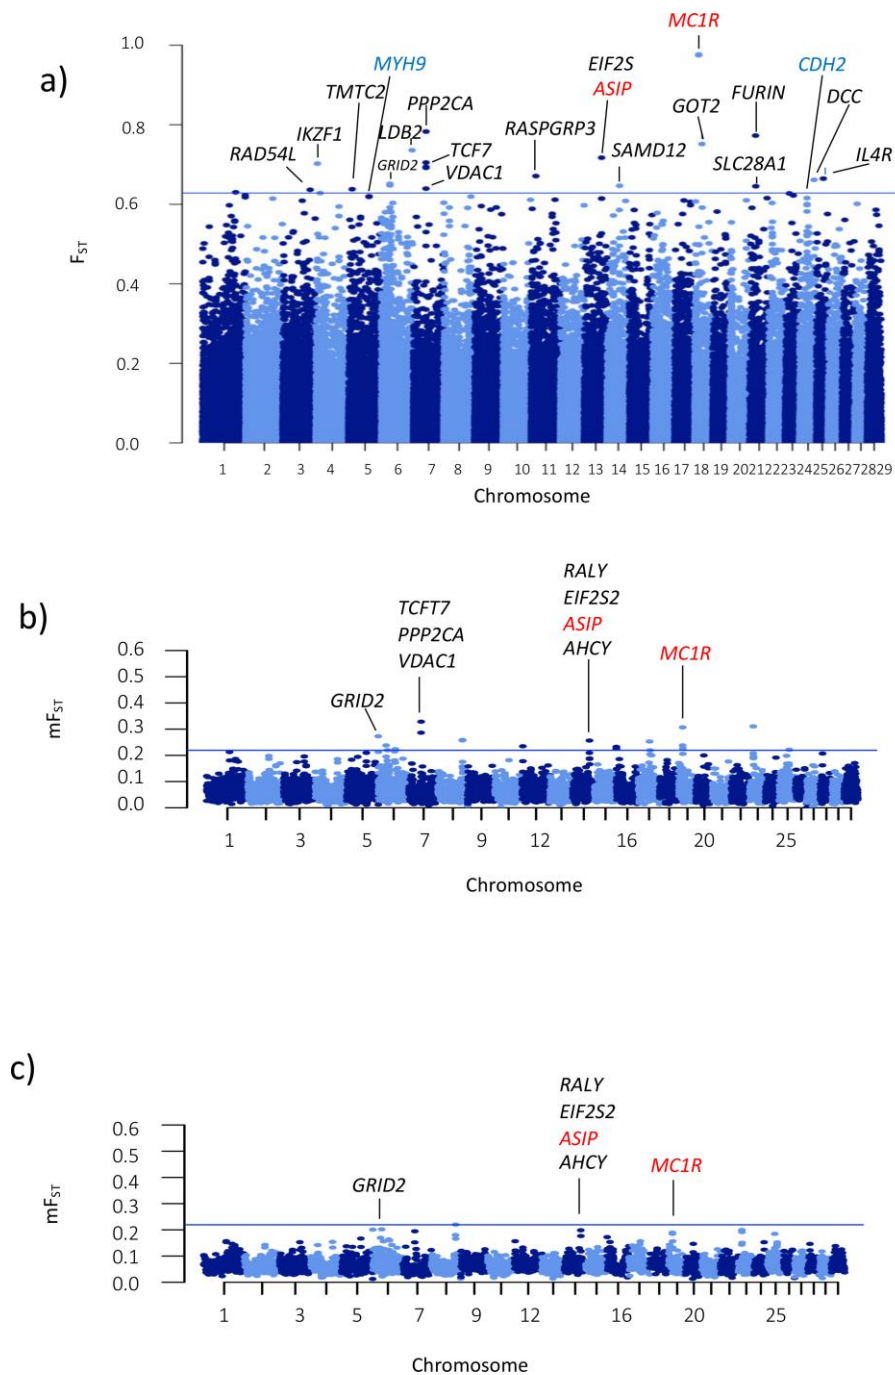 a)
MC1R
1.0
MYH9
EIF2S
CDH2
TMTC2
ASIP
FURIN
DCC
PPP2CA
GOT2
0.8
IKZF1
LDB2
RASPGRP3
TCF7
SAMD12
IL4R
RAD54L
GRID2
VDAC1
SLC28A1
0.6
FST
0.4
0.2
0.0
1 2 3 4 5 6 7 8 9 10 11 12 13 14 15 16 17 18 19 20 21 22 23 24 25 26 27 28 29
Chromosome
b)
RALY
TCFT7
EIF2S2
PPP2CA
ASIP
VDAC1
AHCY
MC1R
0.6
0.5
GRID2
0.4
mFST
0.3
0.2
0.1
0.0
1 3 5 7 9 12 16 20 25
Chromosome
c)
RALY
EIF2S2
ASIP
AHCY
MC1R
GRID2
0.6
0.5
0.4
mFST
0.3
0.2
0.1
0.0
1 3 5 7 9 12 16 20 25
Chromosome